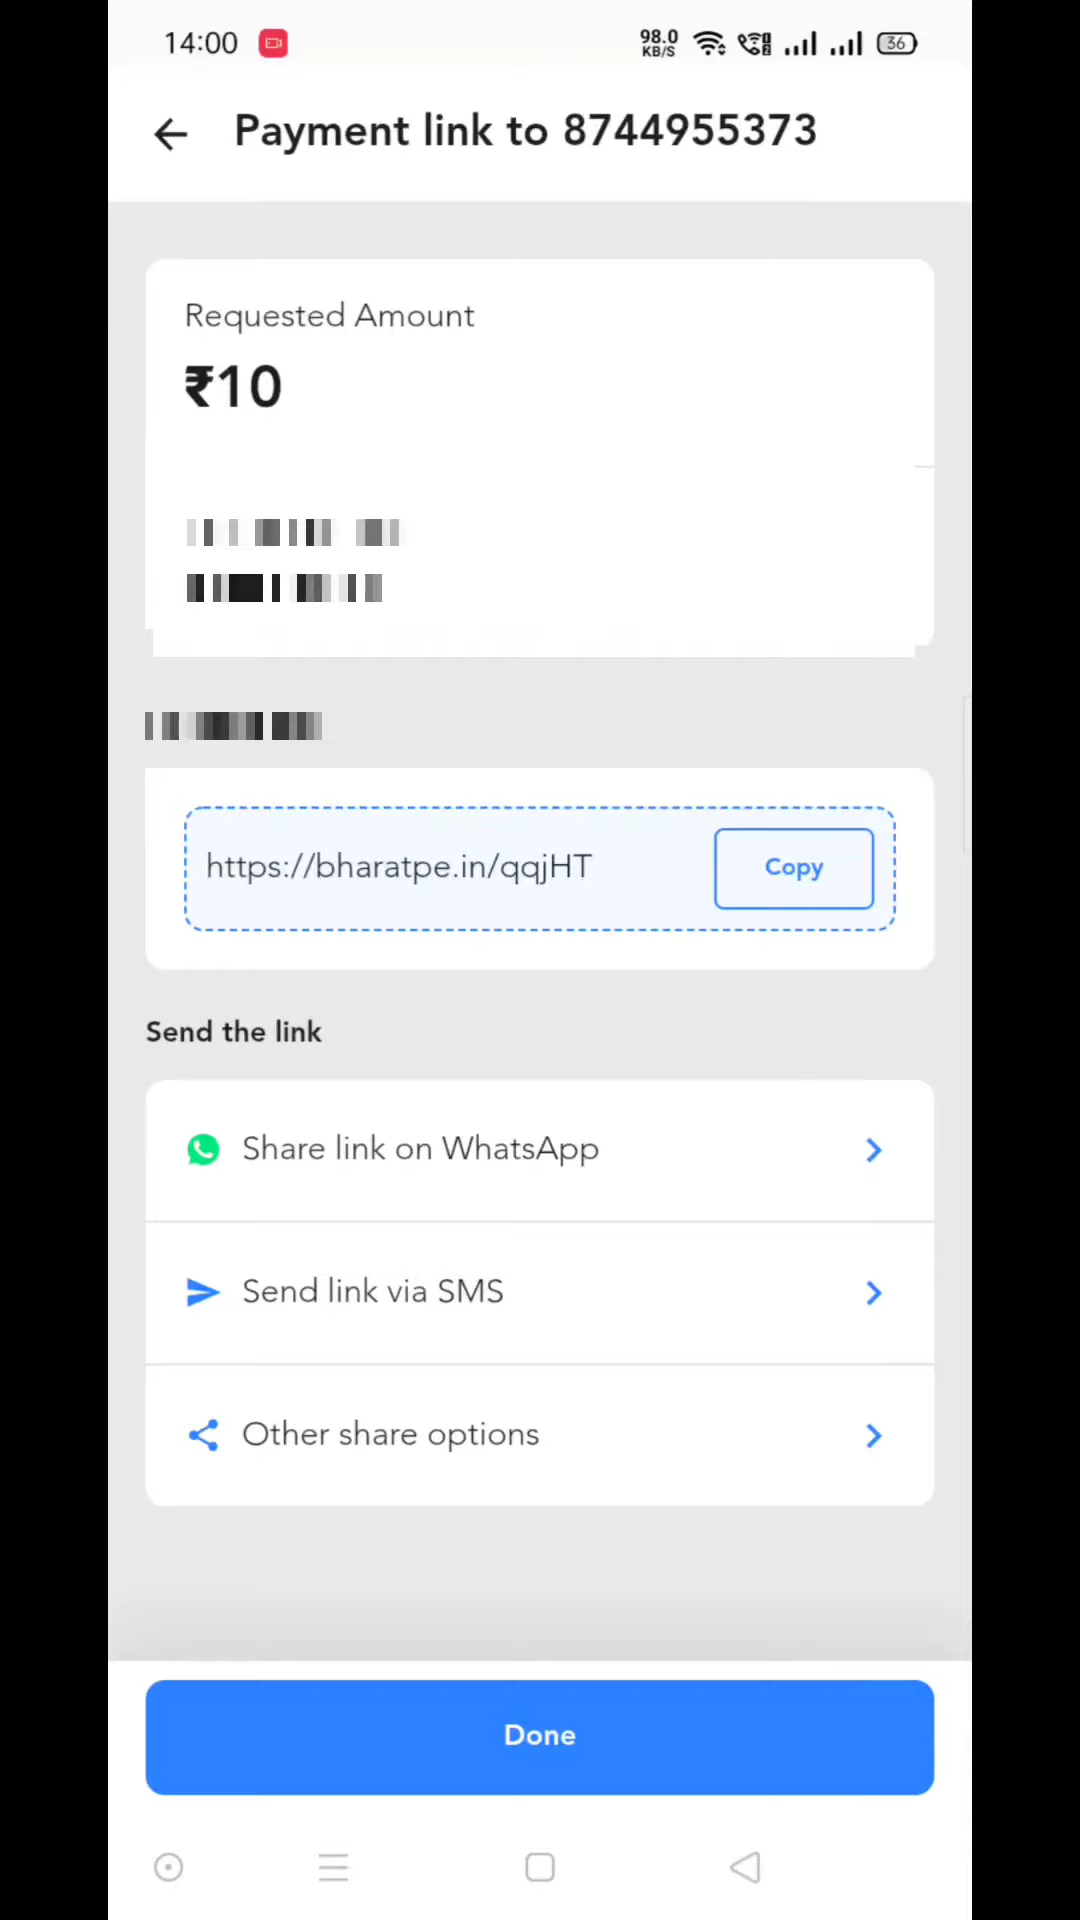 14:00
98.0
KB/S
36
Payment link to 8744955373
Requested Amount
₹10
https://bharatpe.in/qqjHT
Copy
Send the link
Share link on WhatsApp
Send link via SMS
Other share options
Done